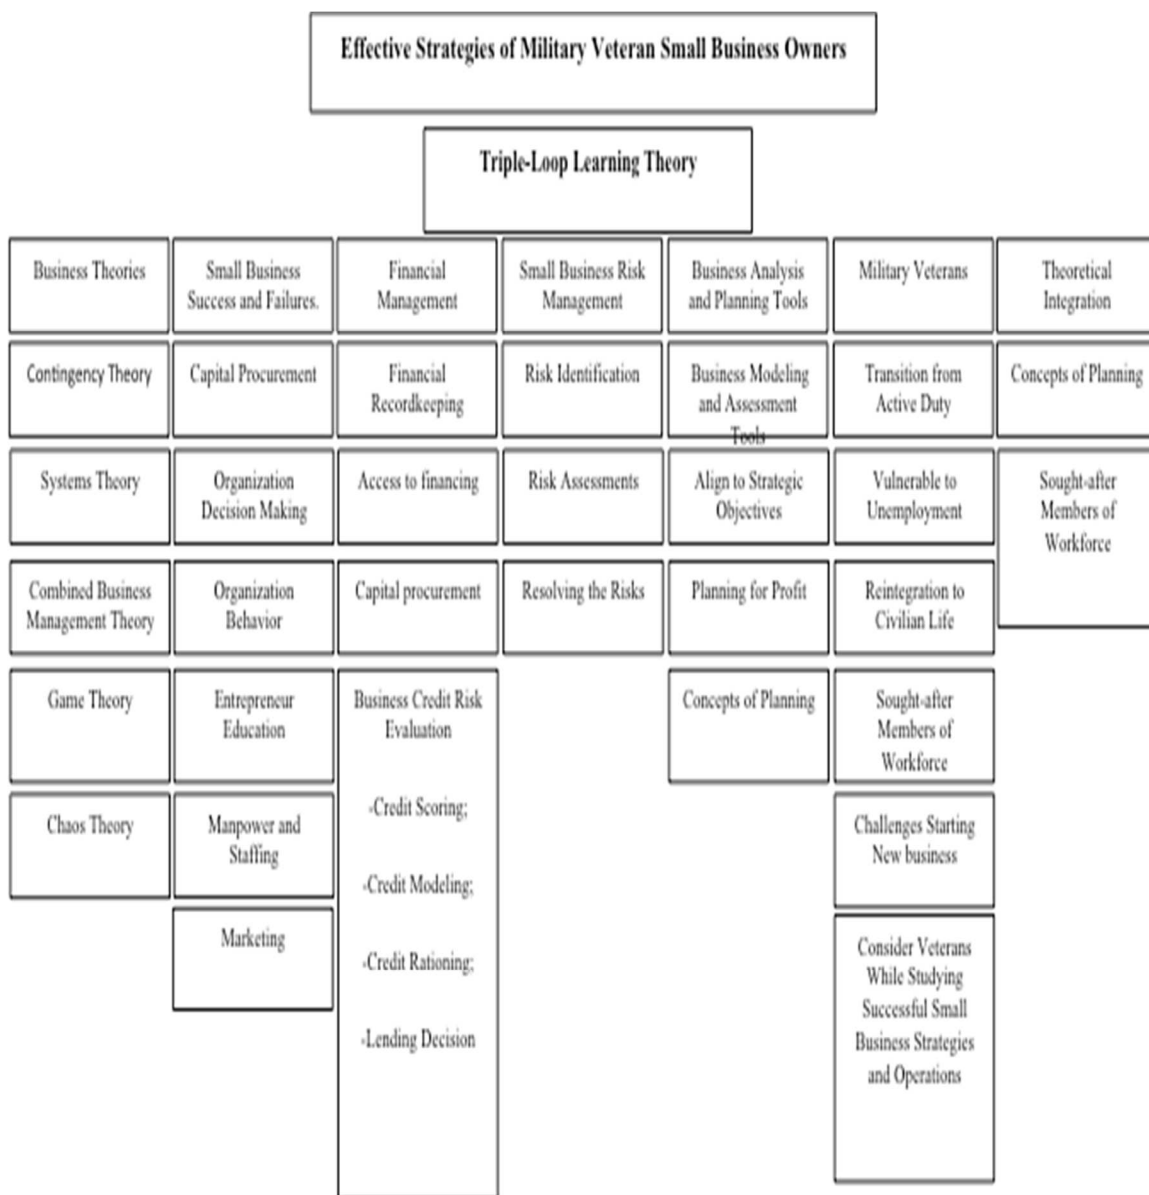 Effective Strategies of Military Veteran Small Business Owners
Triple-Loop Learning Theory
Business Theories
Small Business
Success and Failures.
Financial
Management
Small Business Risk
Management
Business Analysis
and Planning Tools
Military Veterans
Theoretical
Integration
Contingency Theory
Capital Procurement
Financial
Recordkeeping
Risk Identification
Business Modeling
and Assessment
Tools
Transition from
Active Duty
Concepts of Planning
Systems Theory
Organization
Decision Making
Access to financing
Risk Assessments
Align to Strategic
Objectives
Vulnerable to
Unemployment
Sought-after
Members of
Workforce
Combined Business
Management Theory
Organization
Behavior
Capital procurement
Resolving the Risks
Planning for Profit
Reintegration to
Civilian Life
Game Theory
Entrepreneur
Education
Business Credit Risk
Evaluation
-Credit Scoring;
-Credit Modeling;
-Credit Rationing;
-Lending Decision
Concepts of Planning
Sought-after
Members of
Workforce
Chaos Theory
Manpower and
Staffing
Challenges Starting
New business
Marketing
Consider Veterans
While Studying
Successful Small
Business Strategies
and Operations